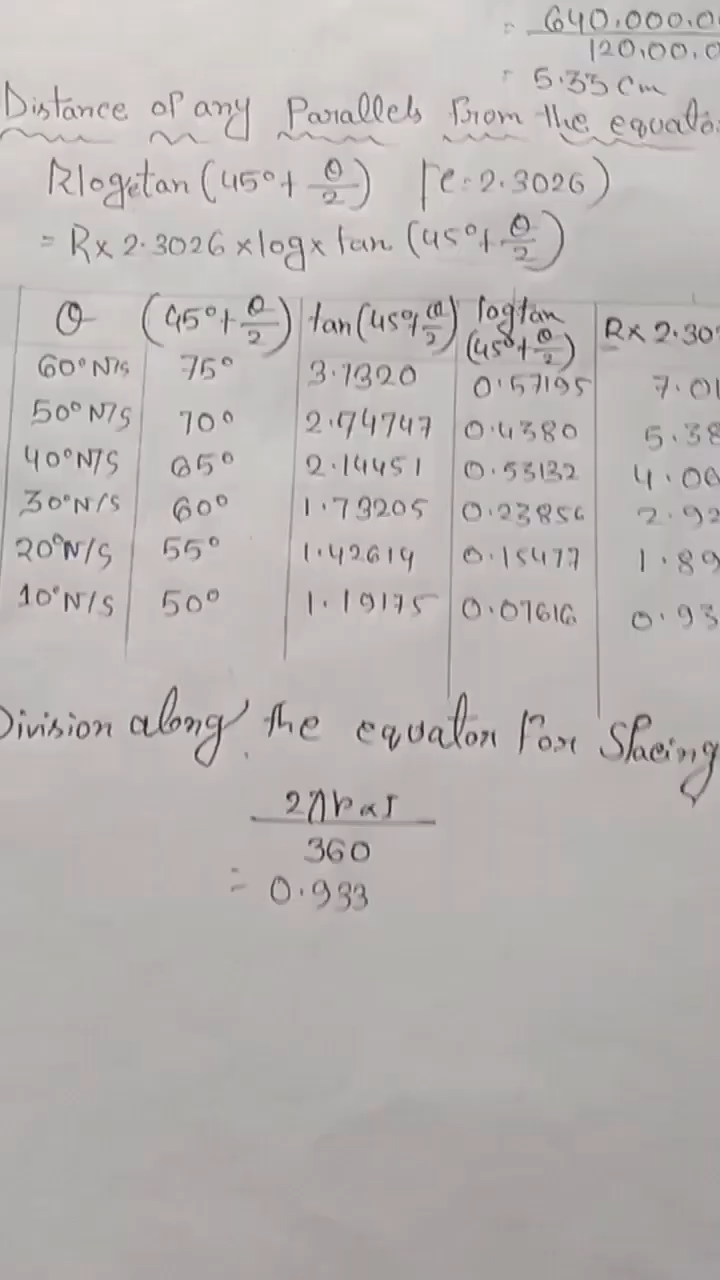 = 640.000.0
120.00.0
= 5.33 cm
Distance of any Parallels from the equato
Rlogetan (45° + θ/2) [e = 2.3026)
= R x 2.3026 x log x tan (45° + θ/2)
θ (45° + θ/2) tan (45° + θ/2) logtan (45° + θ/2) R x 2.30
60° N/S 75° 3.7320 0.57195 7.01
50° N/S 70° 2.74747 0.4380 5.38
40° N/S 65° 2.14451 0.53132 4.06
30° N/S 60° 1.73205 0.23856 2.92
20° N/S 55° 1.42619 0.15477 1.89
10° N/S 50° 1.19175 0.07616 0.93
Division along the equator For Spacing
2πr x I
360
= 0.933